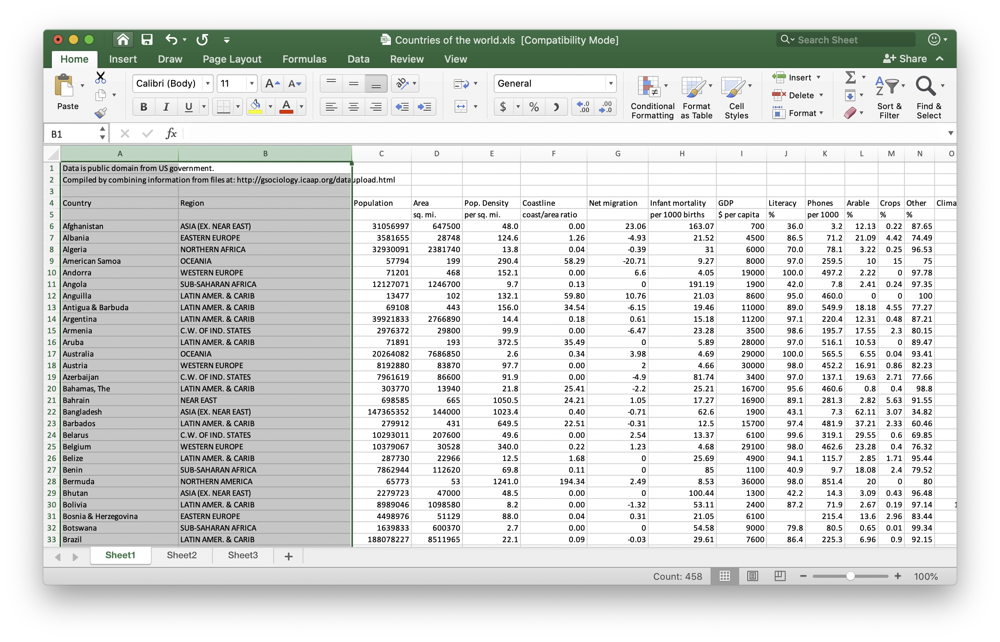 Countries of the world.xls [Compatibility Mode]
Search Sheet
Home Insert Draw Page Layout Formulas Data Review View Share
Paste
Calibri (Body) 11 A A
B I U A
ab
General
$ % .0 .00 .00 .0
Conditional Formatting
Format as Table
Cell Styles
Insert
Delete
Format
Sort & Filter
Find & Select
B1 fx
A B C D E F G H I J K L M N O
1 Data is public domain from US government.
2 Compiled by combining information from files at: http://gsociology.icaap.org/dataupload.html
3
4 Country Region Population Area Pop. Density Coastline Net migration Infant mortality GDP Literacy Phones Arable Crops Other Clima
5 sq. mi. per sq. mi. coast/area ratio per 1000 births $ per capita % per 1000 % % %
6 Afghanistan ASIA (EX. NEAR EAST) 31056997 647500 48.0 0.00 23.06 163.07 700 36.0 3.2 12.13 0.22 87.65
7 Albania EASTERN EUROPE 3581655 28748 124.6 1.26 -4.93 21.52 4500 86.5 71.2 21.09 4.42 74.49
8 Algeria NORTHERN AFRICA 32930091 2381740 13.8 0.04 -0.39 31 6000 70.0 78.1 3.22 0.25 96.53
9 American Samoa OCEANIA 57794 199 290.4 58.29 -20.71 9.27 8000 97.0 259.5 10 15 75
10 Andorra WESTERN EUROPE 71201 468 152.1 0.00 6.6 4.05 19000 100.0 497.2 2.22 0 97.78
11 Angola SUB-SAHARAN AFRICA 12127071 1246700 9.7 0.13 0 191.19 1900 42.0 7.8 2.41 0.24 97.35
12 Anguilla LATIN AMER. & CARIB 13477 102 132.1 59.80 10.76 21.03 8600 95.0 460.0 0 0 100
13 Antigua & Barbuda LATIN AMER. & CARIB 69108 443 156.0 34.54 -6.15 19.46 11000 89.0 549.9 18.18 4.55 77.27
14 Argentina LATIN AMER. & CARIB 39921833 2766890 14.4 0.18 0.61 15.18 11200 97.1 220.4 12.31 0.48 87.21
15 Armenia C.W. OF IND. STATES 2976372 29800 99.9 0.00 -6.47 23.28 3500 98.6 195.7 17.55 2.3 80.15
16 Aruba LATIN AMER. & CARIB 71891 193 372.5 35.49 0 5.89 28000 97.0 516.1 10.53 0 89.47
17 Australia OCEANIA 20264082 7686850 2.6 0.34 3.98 4.69 29000 100.0 565.5 6.55 0.04 93.41
18 Austria WESTERN EUROPE 8192880 83870 97.7 0.00 2 4.66 30000 98.0 452.2 16.91 0.86 82.23
19 Azerbaijan C.W. OF IND. STATES 7961619 86600 91.9 0.00 -4.9 81.74 3400 97.0 137.1 19.63 2.71 77.66
20 Bahamas, The LATIN AMER. & CARIB 303770 13940 21.8 25.41 -2.2 25.21 16700 95.6 460.6 0.8 0.4 98.8
21 Bahrain NEAR EAST 698585 665 1050.5 24.21 1.05 17.27 16900 89.1 281.3 2.82 5.63 91.55
22 Bangladesh ASIA (EX. NEAR EAST) 147365352 144000 1023.4 0.40 -0.71 62.6 1900 43.1 7.3 62.11 3.07 34.82
23 Barbados LATIN AMER. & CARIB 279912 431 649.5 22.51 -0.31 12.5 15700 97.4 481.9 37.21 2.33 60.46
24 Belarus C.W. OF IND. STATES 10293011 207600 49.6 0.00 2.54 13.37 6100 99.6 319.1 29.55 0.6 69.85
25 Belgium WESTERN EUROPE 10379067 30528 340.0 0.22 1.23 4.68 29100 98.0 462.6 23.28 0.4 76.32
26 Belize LATIN AMER. & CARIB 287730 22966 12.5 1.68 0 25.69 4900 94.1 115.7 2.85 1.71 95.44
27 Benin SUB-SAHARAN AFRICA 7862944 112620 69.8 0.11 0 85 1100 40.9 9.7 18.08 2.4 79.52
28 Bermuda NORTHERN AMERICA 65773 53 1241.0 194.34 2.49 8.53 36000 98.0 851.4 20 0 80
29 Bhutan ASIA (EX. NEAR EAST) 2279723 47000 48.5 0.00 0 100.44 1300 42.2 14.3 3.09 0.43 96.48
30 Bolivia LATIN AMER. & CARIB 8989046 1098580 8.2 0.00 -1.32 53.11 2400 87.2 71.9 2.67 0.19 97.14 1
31 Bosnia & Herzegovina EASTERN EUROPE 4498976 51129 88.0 0.04 0.31 21.05 6100 215.4 13.6 2.96 83.44
32 Botswana SUB-SAHARAN AFRICA 1639833 600370 2.7 0.00 0 54.58 9000 79.8 80.5 0.65 0.01 99.34
33 Brazil LATIN AMER. & CARIB 188078227 8511965 22.1 0.09 -0.03 29.61 7600 86.4 225.3 6.96 0.9 92.15
Sheet1 Sheet2 Sheet3 +
Count: 458 100%